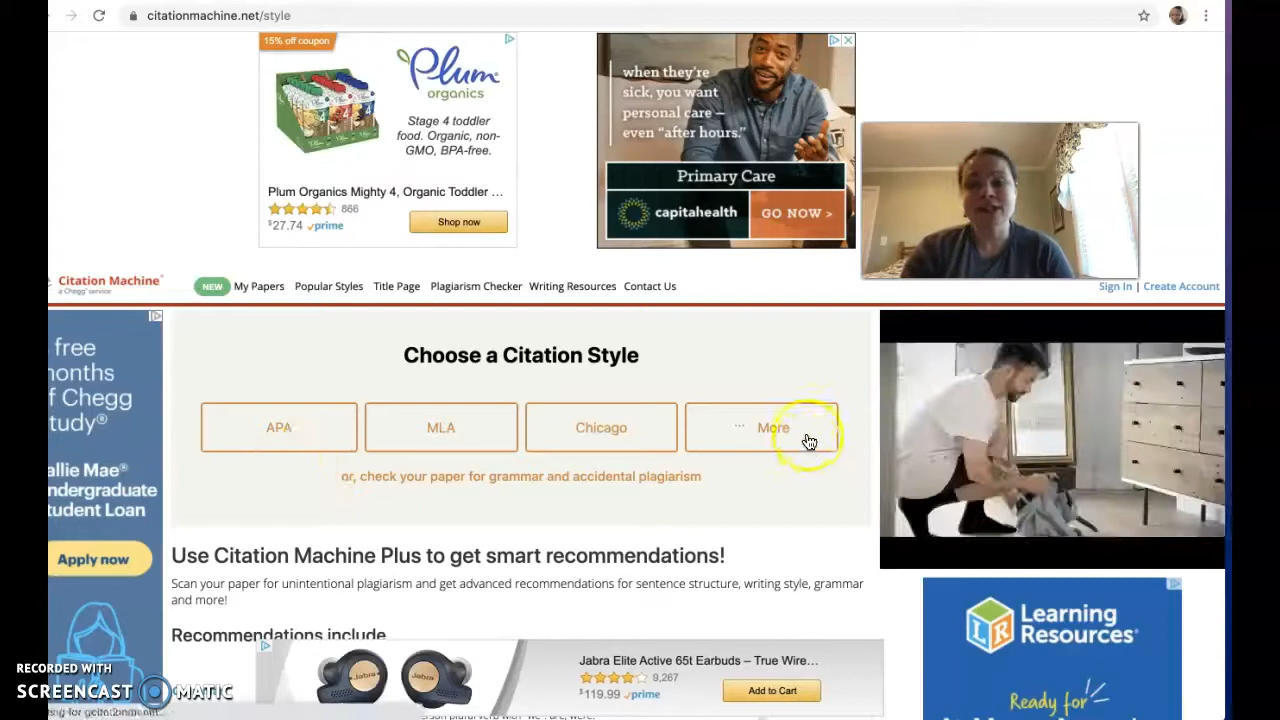 citationmachine.net/style
15% off coupon
Plum
organics
Stage 4 toddler
food. Organic, non-
GMO, BPA-free.
Plum Organics Mighty 4, Organic Toddler ...
866
$27.74 prime
Shop now
when they're
sick, you want
personal care –
even "after hours."
Primary Care
capitalhealth
GO NOW >
Citation Machine®
a Chegg service
NEW My Papers Popular Styles Title Page Plagiarism Checker Writing Resources Contact Us
Sign In | Create Account
free
onths
f Chegg
tudy®
allie Mae®
ndergraduate
tudent Loan
Apply now
Choose a Citation Style
APA
MLA
Chicago
... More
or, check your paper for grammar and accidental plagiarism
Use Citation Machine Plus to get smart recommendations!
Scan your paper for unintentional plagiarism and get advanced recommendations for sentence structure, writing style, grammar
and more!
Recommendations include
Jabra Elite Active 65t Earbuds – True Wire...
9,267
$119.99 prime
Add to Cart
Jabra
Jabra
LR Learning
Resources®
Ready for
RECORDED WITH
SCREENCAST MATIC